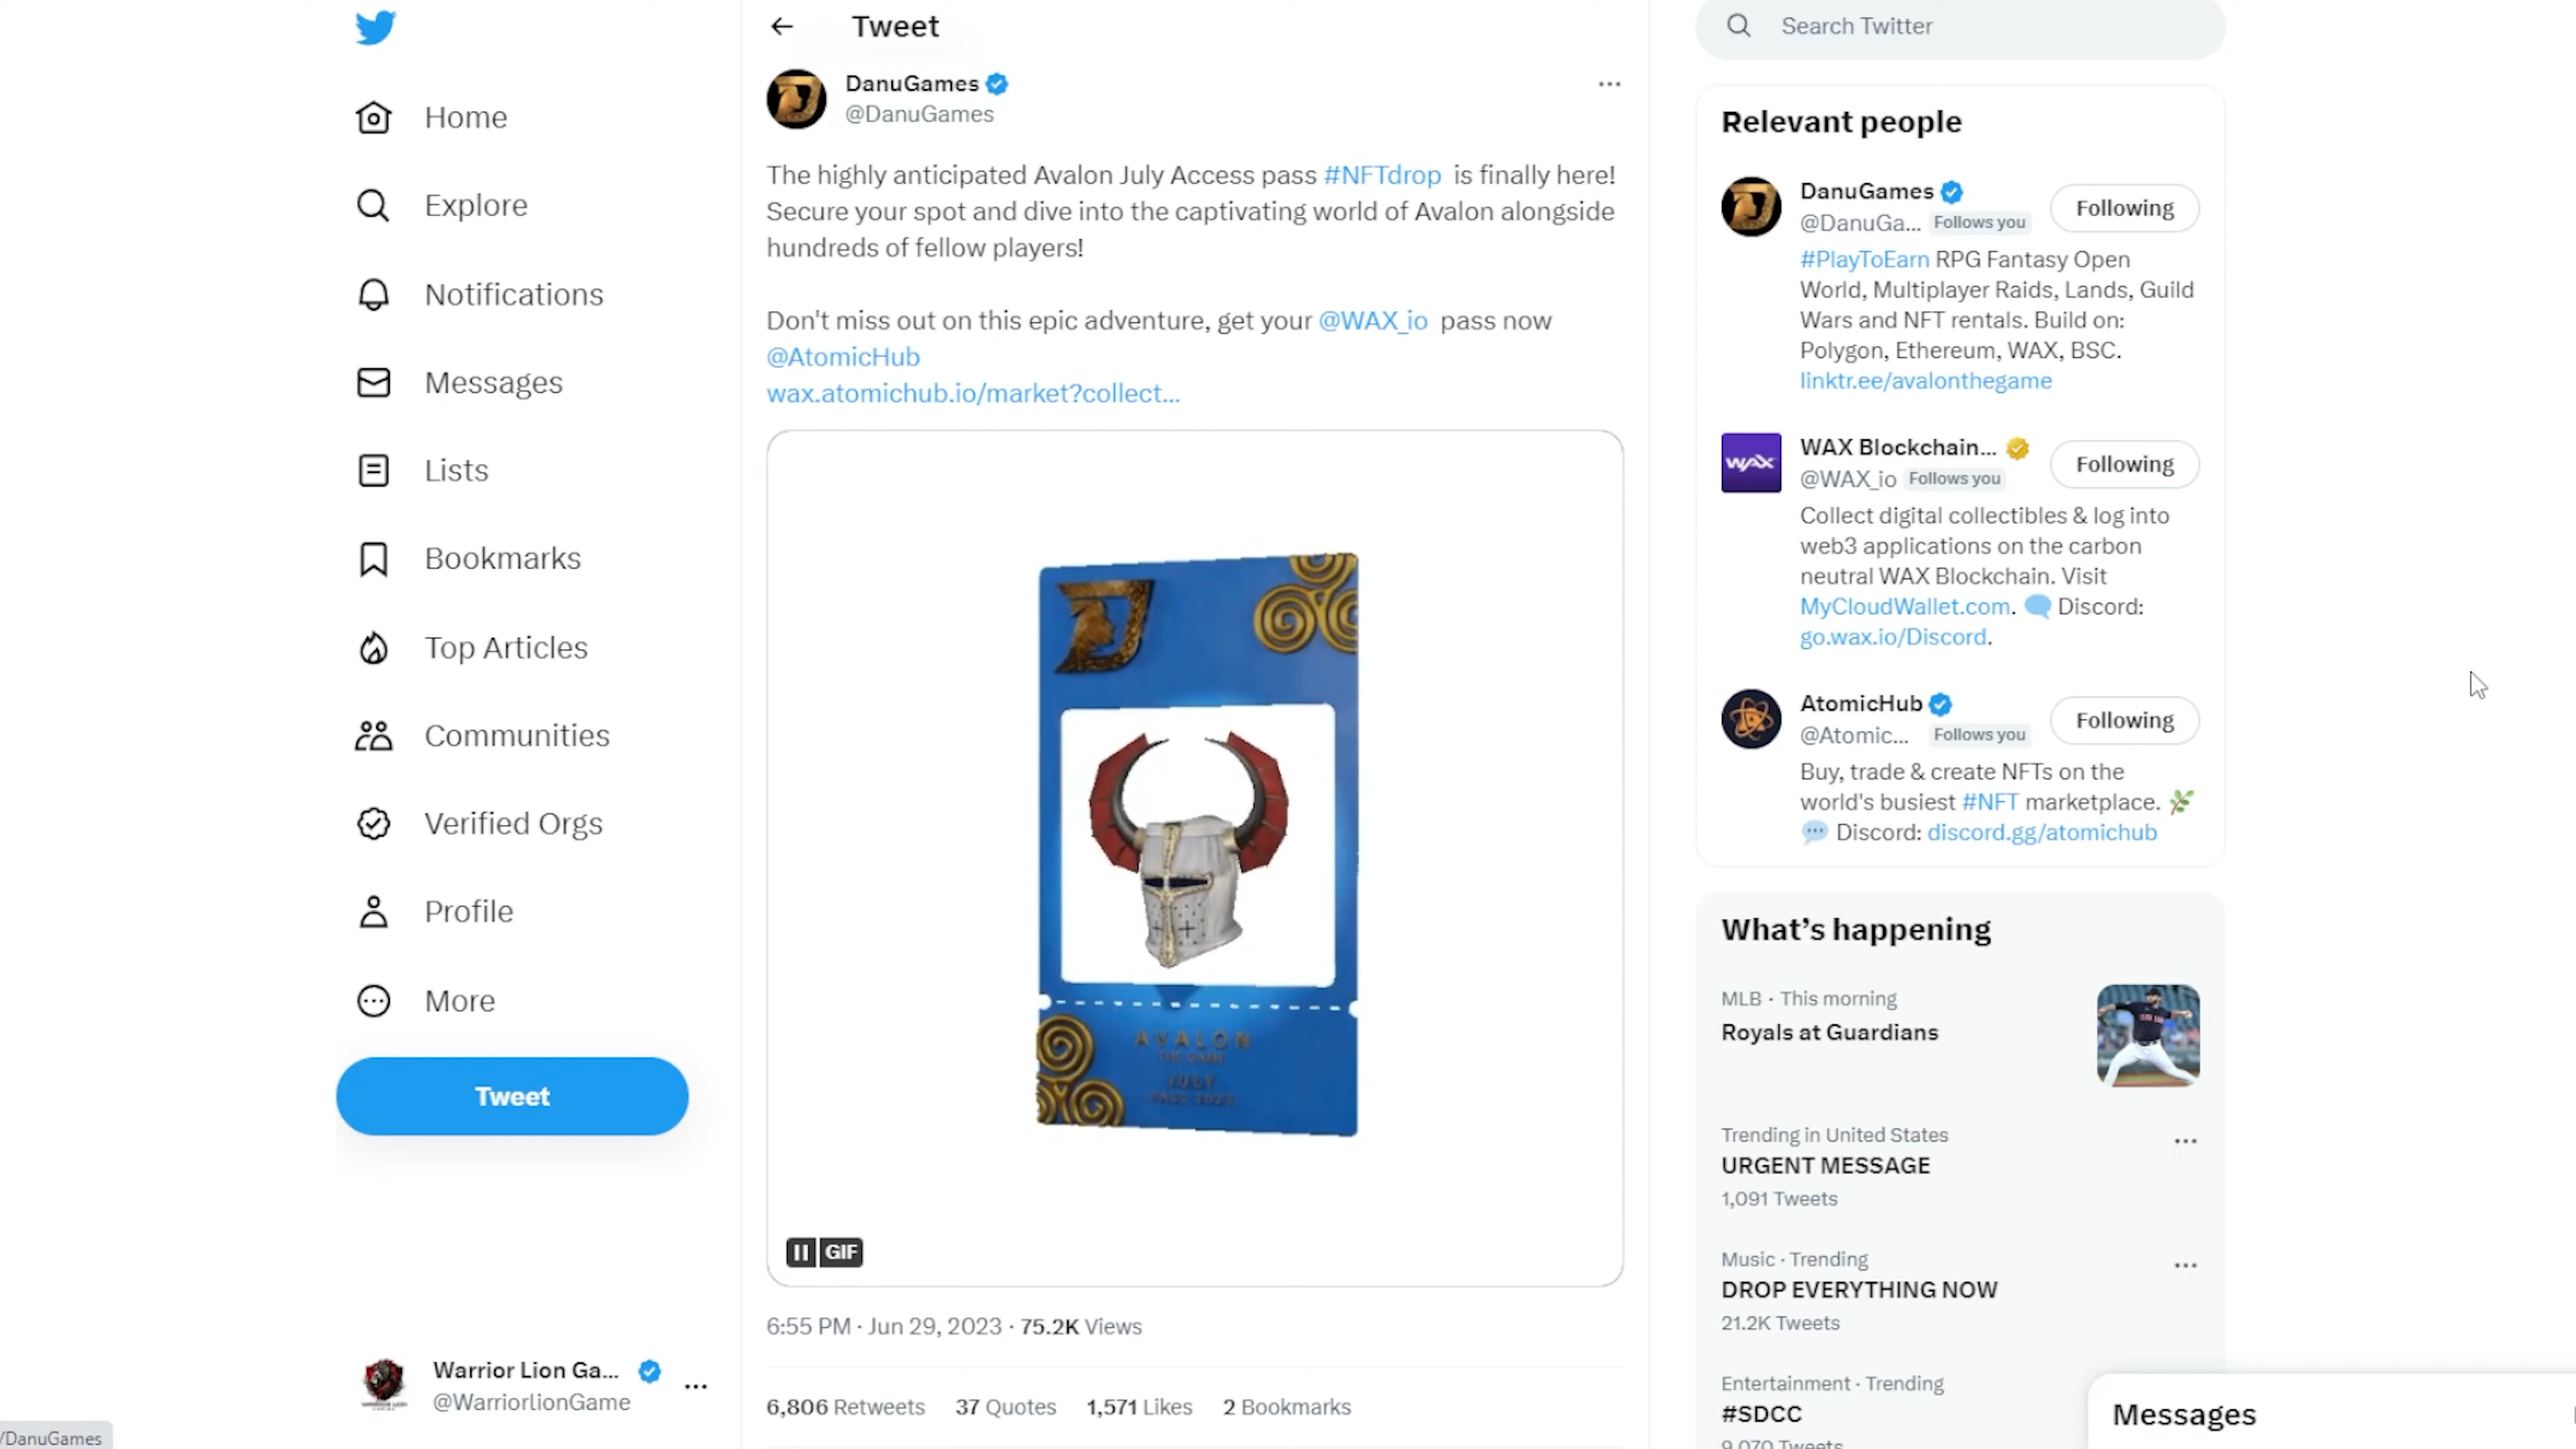 Home
Explore
Notifications
Messages
Lists
Bookmarks
Top Articles
Communities
Verified Orgs
Profile
More
Tweet
Warrior Lion Ga...
@WarriorlionGame
/DanuGames
Tweet
DanuGames
@DanuGames
The highly anticipated Avalon July Access pass #NFTdrop is finally here!
Secure your spot and dive into the captivating world of Avalon alongside
hundreds of fellow players!
Don't miss out on this epic adventure, get your @WAX_io pass now
@AtomicHub
wax.atomichub.io/market?collect...
AVALON
THE GAME
JULY
PASS 2023
GIF
6:55 PM · Jun 29, 2023 · 75.2K Views
6,806 Retweets 37 Quotes 1,571 Likes 2 Bookmarks
Search Twitter
Relevant people
DanuGames
Following
@DanuGa... Follows you
#PlayToEarn RPG Fantasy Open
World, Multiplayer Raids, Lands, Guild
Wars and NFT rentals. Build on:
Polygon, Ethereum, WAX, BSC.
linktr.ee/avalonthegame
WAX
WAX Blockchain...
Following
@WAX_io Follows you
Collect digital collectibles & log into
web3 applications on the carbon
neutral WAX Blockchain. Visit
MyCloudWallet.com. 💬 Discord:
go.wax.io/Discord.
AtomicHub
Following
@Atomic... Follows you
Buy, trade & create NFTs on the
world's busiest #NFT marketplace. 🌿
💬 Discord: discord.gg/atomichub
What's happening
MLB · This morning
Royals at Guardians
Trending in United States
URGENT MESSAGE
1,091 Tweets
Music · Trending
DROP EVERYTHING NOW
21.2K Tweets
Entertainment · Trending
#SDCC
9,070 Tweets
Messages